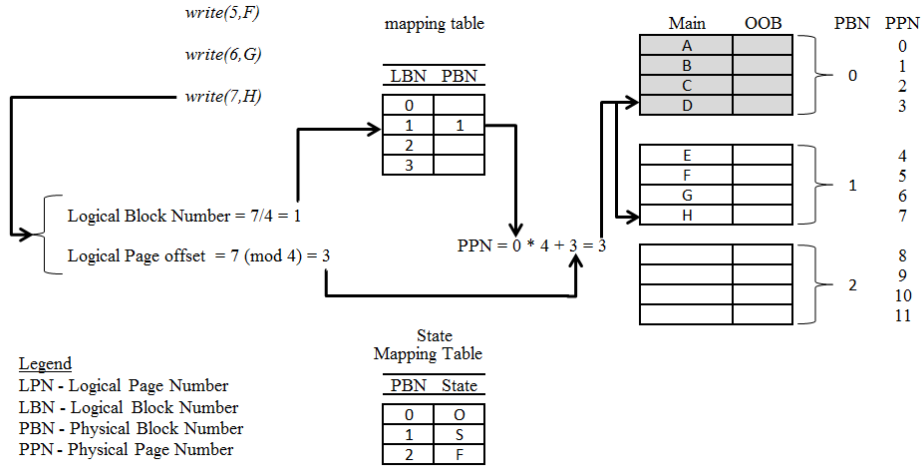 write(5,F)
write(6,G)
write(7,H)
mapping table
LBN PBN
0
1 1
2
3
Logical Block Number = 7/4 = 1
Logical Page offset = 7 (mod 4) = 3
PPN = 0 * 4 + 3 = 3
Main OOB PBN PPN
A 0
B 1
0
C 2
D 3
E 4
F 5
1
G 6
H 7
8
9
2
10
11
State
Mapping Table
PBN State
0 O
1 S
2 F
Legend
LPN - Logical Page Number
LBN - Logical Block Number
PBN - Physical Block Number
PPN - Physical Page Number